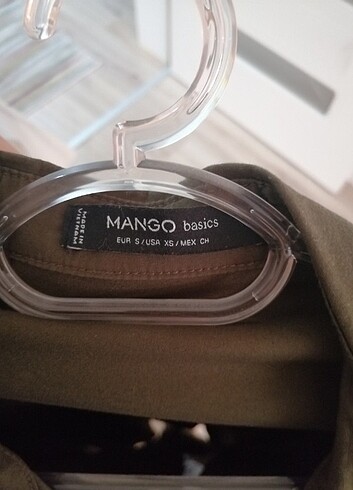 MADE IN
VIETNAM
MANGO basics
EUR S/USA XS/MEX CH